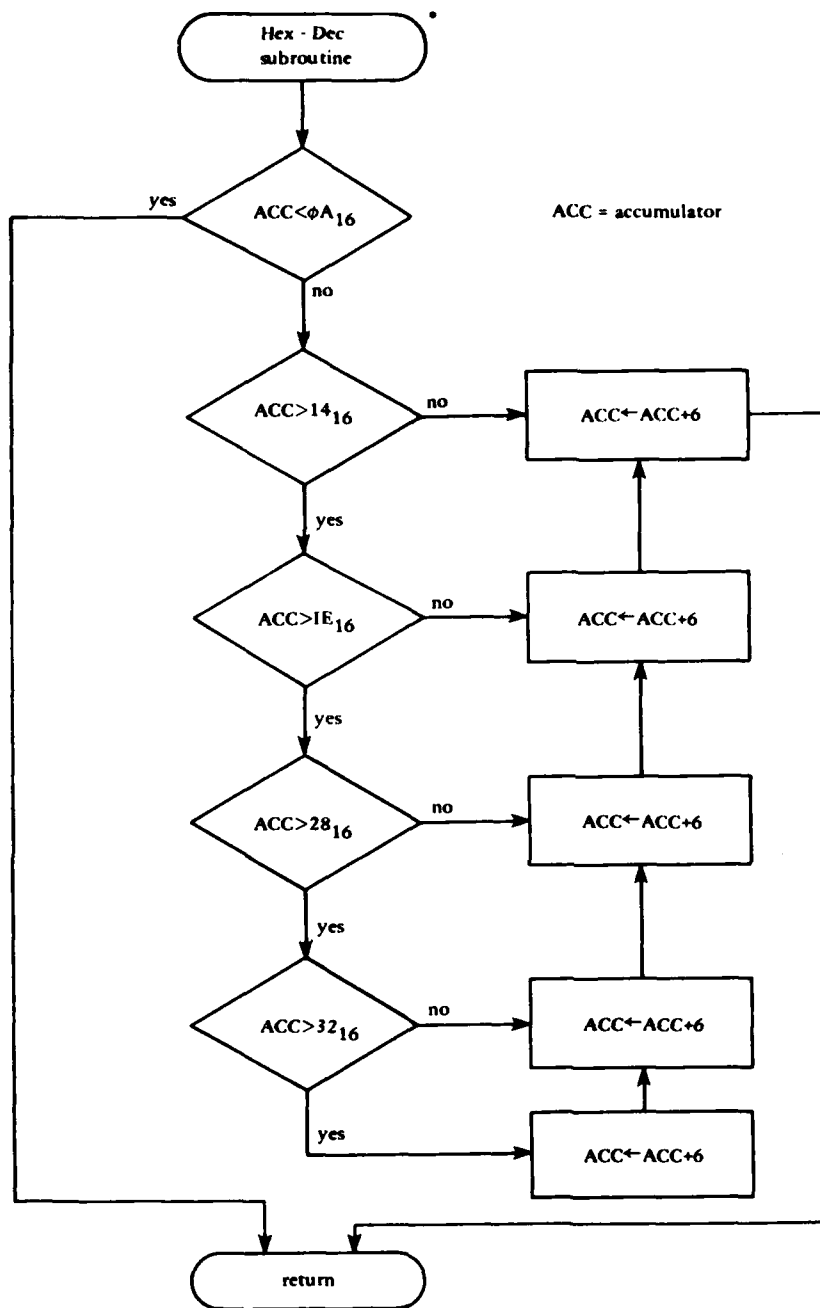 Hex - Dec
subroutine
yes
ACC<φA₁₆
ACC = accumulator
no
ACC>14₁₆
no
ACC←ACC+6
yes
ACC>IE₁₆
no
ACC←ACC+6
yes
ACC>28₁₆
no
ACC←ACC+6
yes
ACC>32₁₆
no
ACC←ACC+6
yes
ACC←ACC+6
return